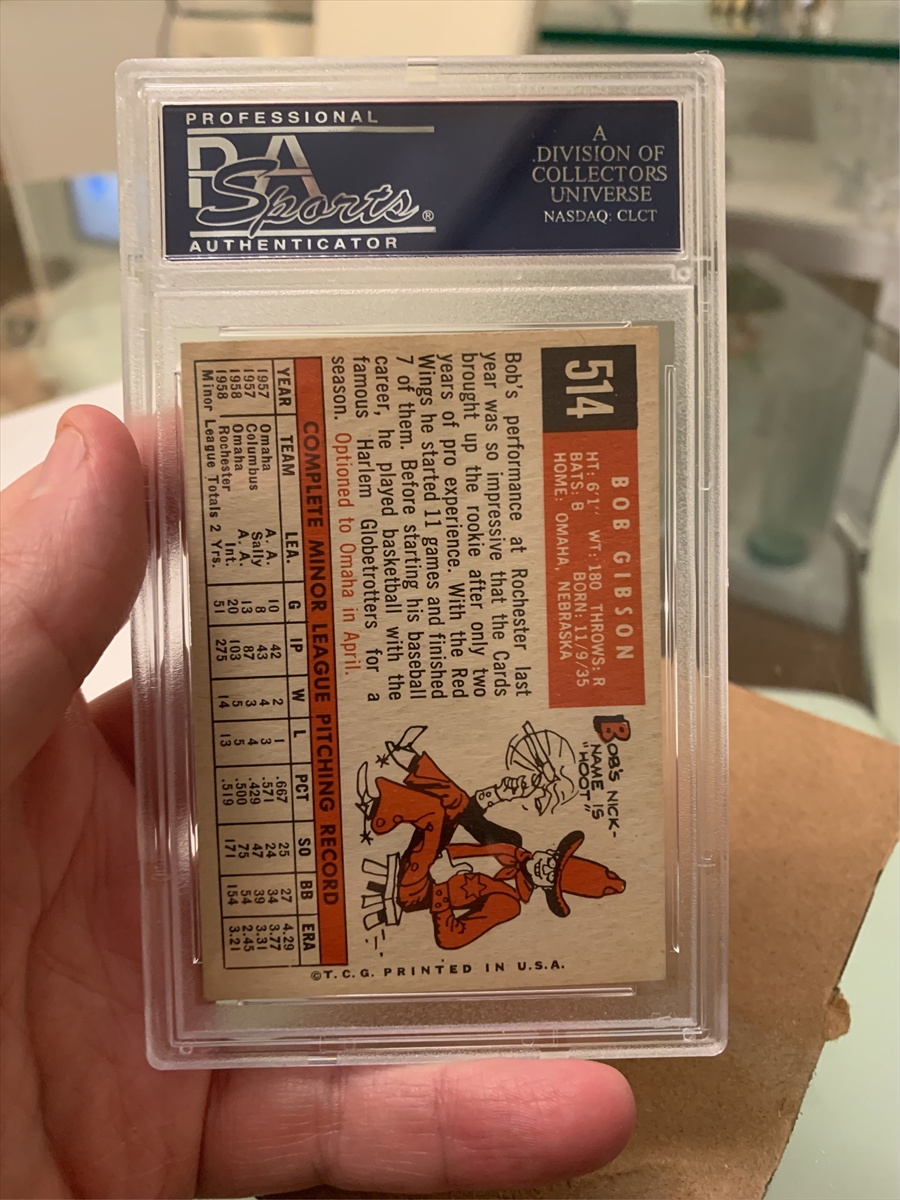 PROFESSIONAL
PSA
Sports®
AUTHENTICATOR
A
DIVISION OF
COLLECTORS
UNIVERSE
NASDAQ: CLCT
514
BOB GIBSON
HT: 6'1" WT: 180 THROWS: R
BATS: B BORN: 11/9/35
HOME: OMAHA, NEBRASKA
Bob's performance at Rochester last
year was so impressive that the Cards
brought up the rookie after only two
years of pro experience. With the Red
Wings he started 11 games and finished
7 of them. Before starting his baseball
career, he played basketball with the
famous Harlem Globetrotters for a
season. Optioned to Omaha in April.
BOB'S NICK-
NAME IS
"HOOT"
COMPLETE MINOR LEAGUE PITCHING RECORD
YEAR TEAM LEA. G IP W L PCT SO BB ERA
1957 Omaha A. A. 10 42 2 1 .667 25 27 4.29
1957 Columbus Sally 8 43 4 3 .571 24 34 3.77
1958 Omaha A. A. 13 87 3 4 .429 47 39 3.31
1958 Rochester Int. 20 103 5 5 .500 75 54 2.45
Minor League Totals 2 Yrs. 51 275 14 13 .519 171 154 3.21
©T.C.G. PRINTED IN U.S.A.